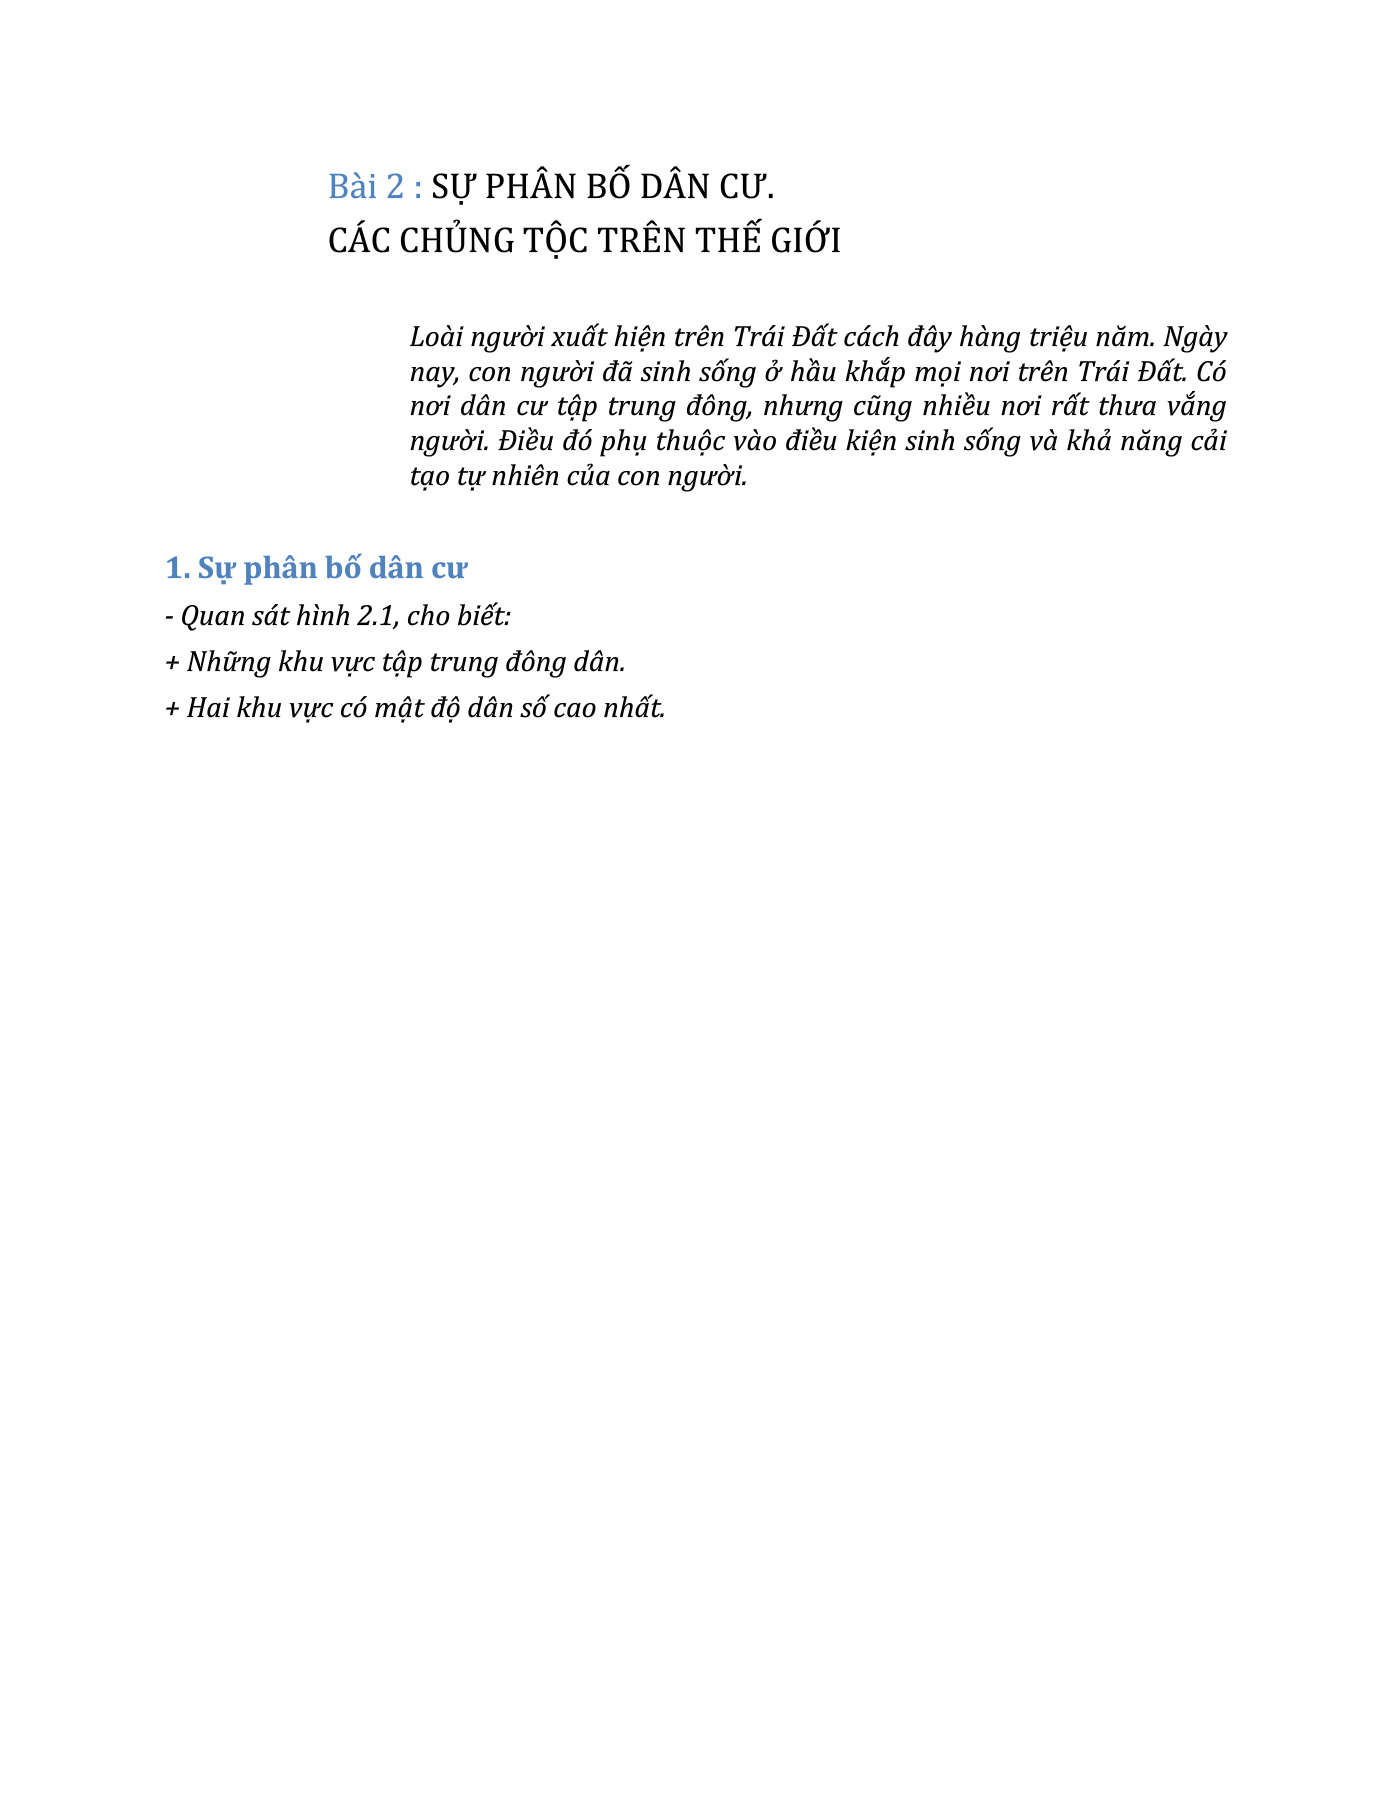 Bài 2 : SỰ PHÂN BỐ DÂN CƯ.
CÁC CHỦNG TỘC TRÊN THẾ GIỚI
Loài người xuất hiện trên Trái Đất cách đây hàng triệu năm. Ngày
nay, con người đã sinh sống ở hầu khắp mọi nơi trên Trái Đất. Có
nơi dân cư tập trung đông, nhưng cũng nhiều nơi rất thưa vắng
người. Điều đó phụ thuộc vào điều kiện sinh sống và khả năng cải
tạo tự nhiên của con người.
1. Sự phân bố dân cư
- Quan sát hình 2.1, cho biết:
+ Những khu vực tập trung đông dân.
+ Hai khu vực có mật độ dân số cao nhất.